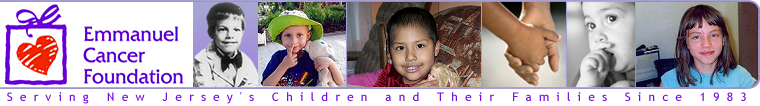 Emmanuel
Cancer
Foundation
Serving New Jersey's Children and Their Families Since 1983